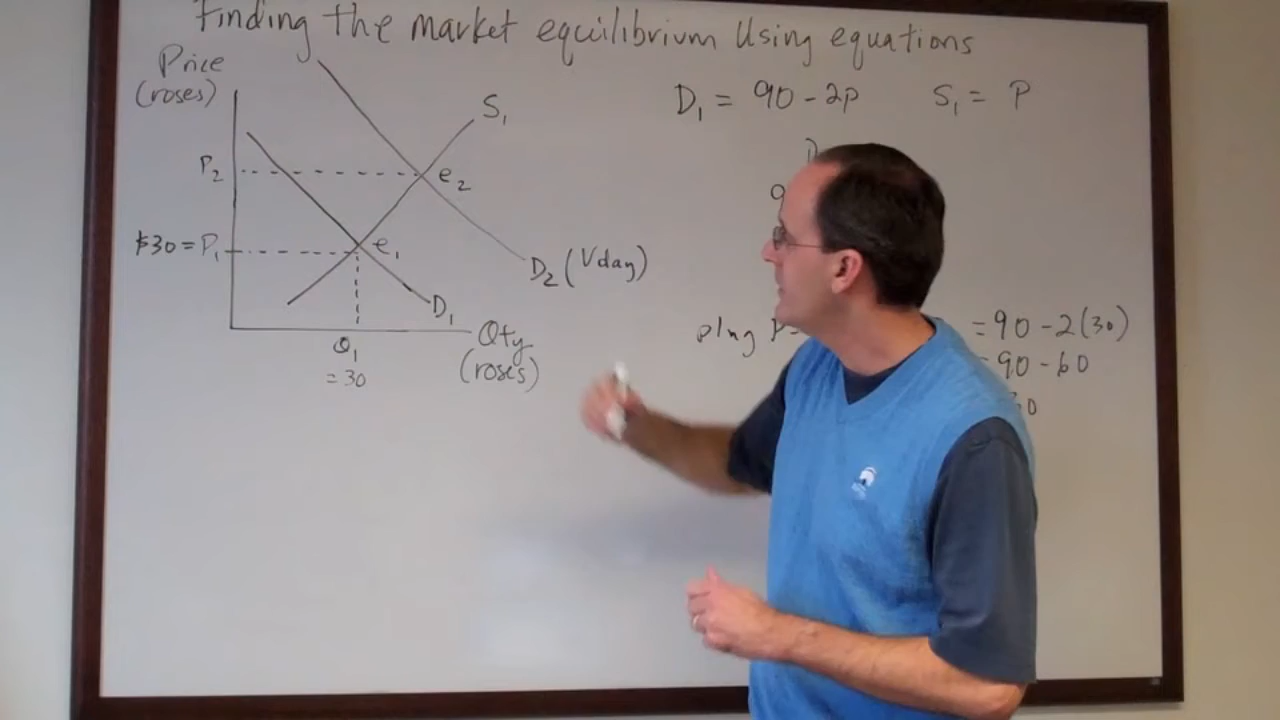 Finding the market equilibrium Using equations
Price
(roses)
S₁
P₂
e₂
$30 = P₁
e₁
D₂ (Vday)
D₁
Q₁
= 30
Qty
(roses)
D₁ = 90 - 2P S₁ = P
plug P=
= 90 - 2(30)
= 90 - 60
30